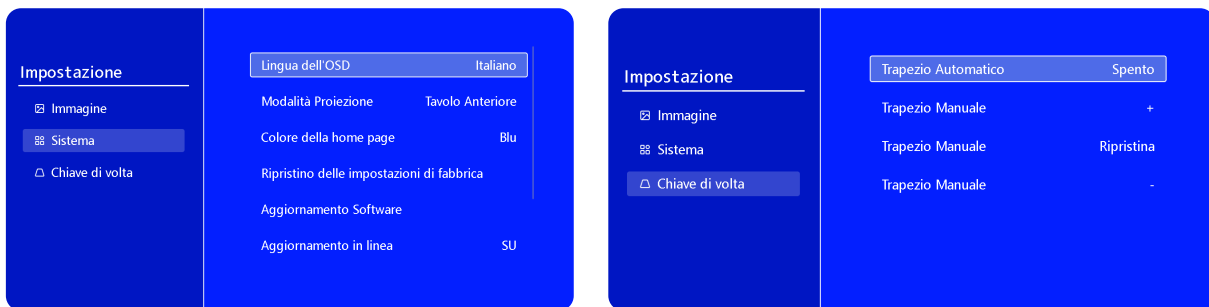 Impostazione
Immagine
Sistema
Chiave di volta
Lingua dell'OSD Italiano
Modalità Proiezione Tavolo Anteriore
Colore della home page Blu
Ripristino delle impostazioni di fabbrica
Aggiornamento Software
Aggiornamento in linea SU
Impostazione
Immagine
Sistema
Chiave di volta
Trapezio Automatico Spento
Trapezio Manuale +
Trapezio Manuale Ripristina
Trapezio Manuale -